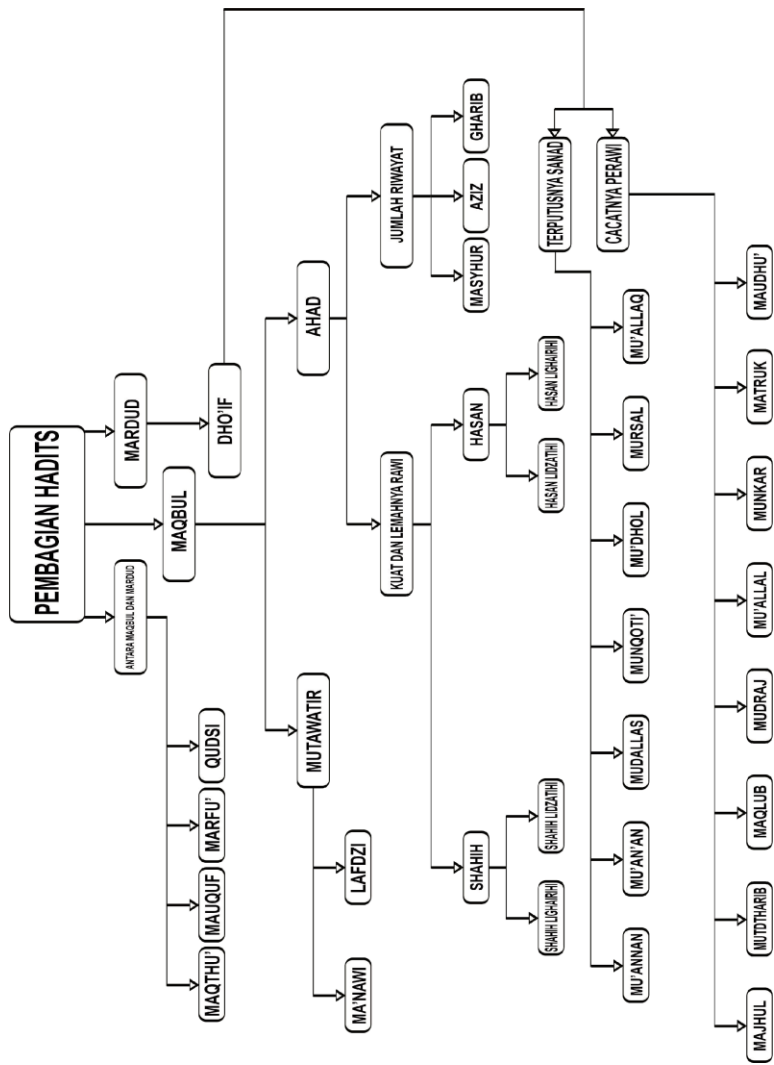 PEMBAGIAN HADITS
ANTARA MAQBUL DAN MARDUD
MAQBUL
MARDUD
MAQTHU'
MAUQUF
MARFU'
QUDSI
DHO'IF
MUTAWATIR
AHAD
MA'NAWI
LAFDZI
KUAT DAN LEMAHNYA RAWI
JUMLAH RIWAYAT
SHAHIH
HASAN
MASYHUR
AZIZ
GHARIB
SHAHIH LIGHAIRIHI
SHAHIH LIDZATIHI
HASAN LIDZATIHI
HASAN LIGHAIRIHI
TERPUTUSNYA SANAD
CACATNYA PERAWI
MU'ANNAN
MU'AN'AN
MUDALLAS
MUNQOTI'
MU'DHOL
MURSAL
MU'ALLAQ
MAJHUL
MUTDTHARIB
MAQLUB
MUDRAJ
MU'ALLAL
MUNKAR
MATRUK
MAUDHU'